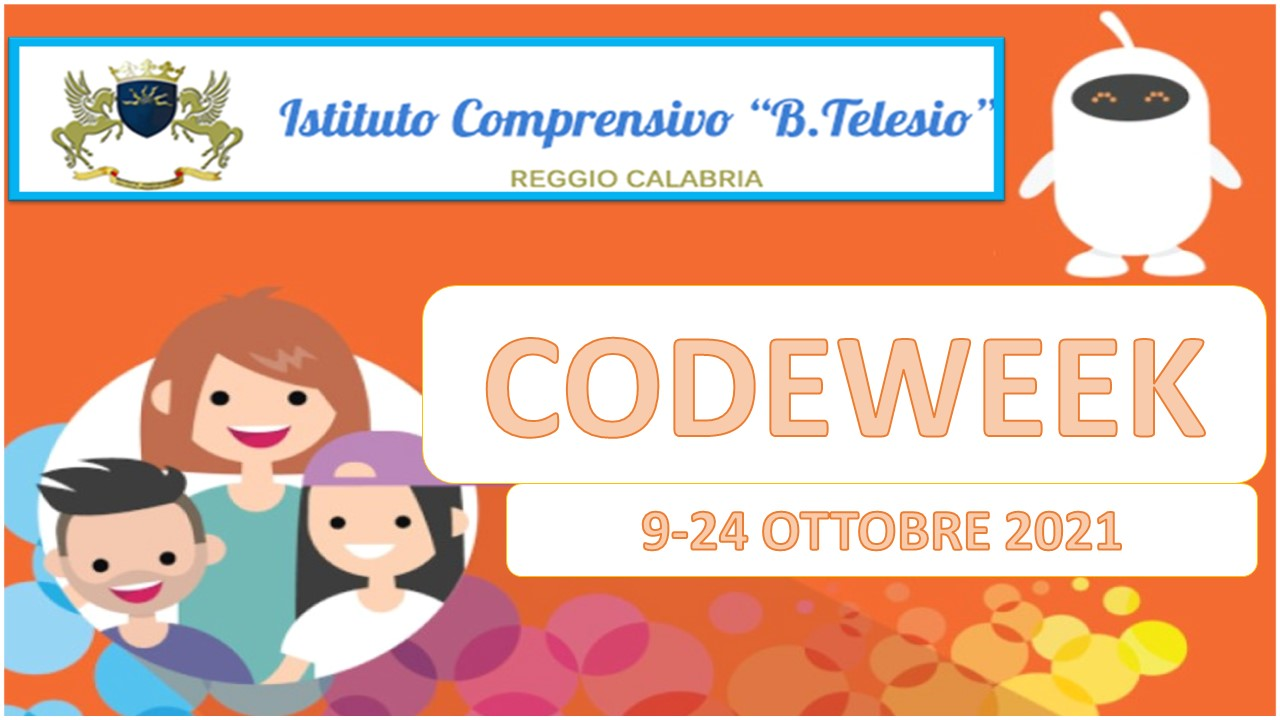 Istituto Comprensivo “B.Telesio”
REGGIO CALABRIA
CODEWEEK
9-24 OTTOBRE 2021